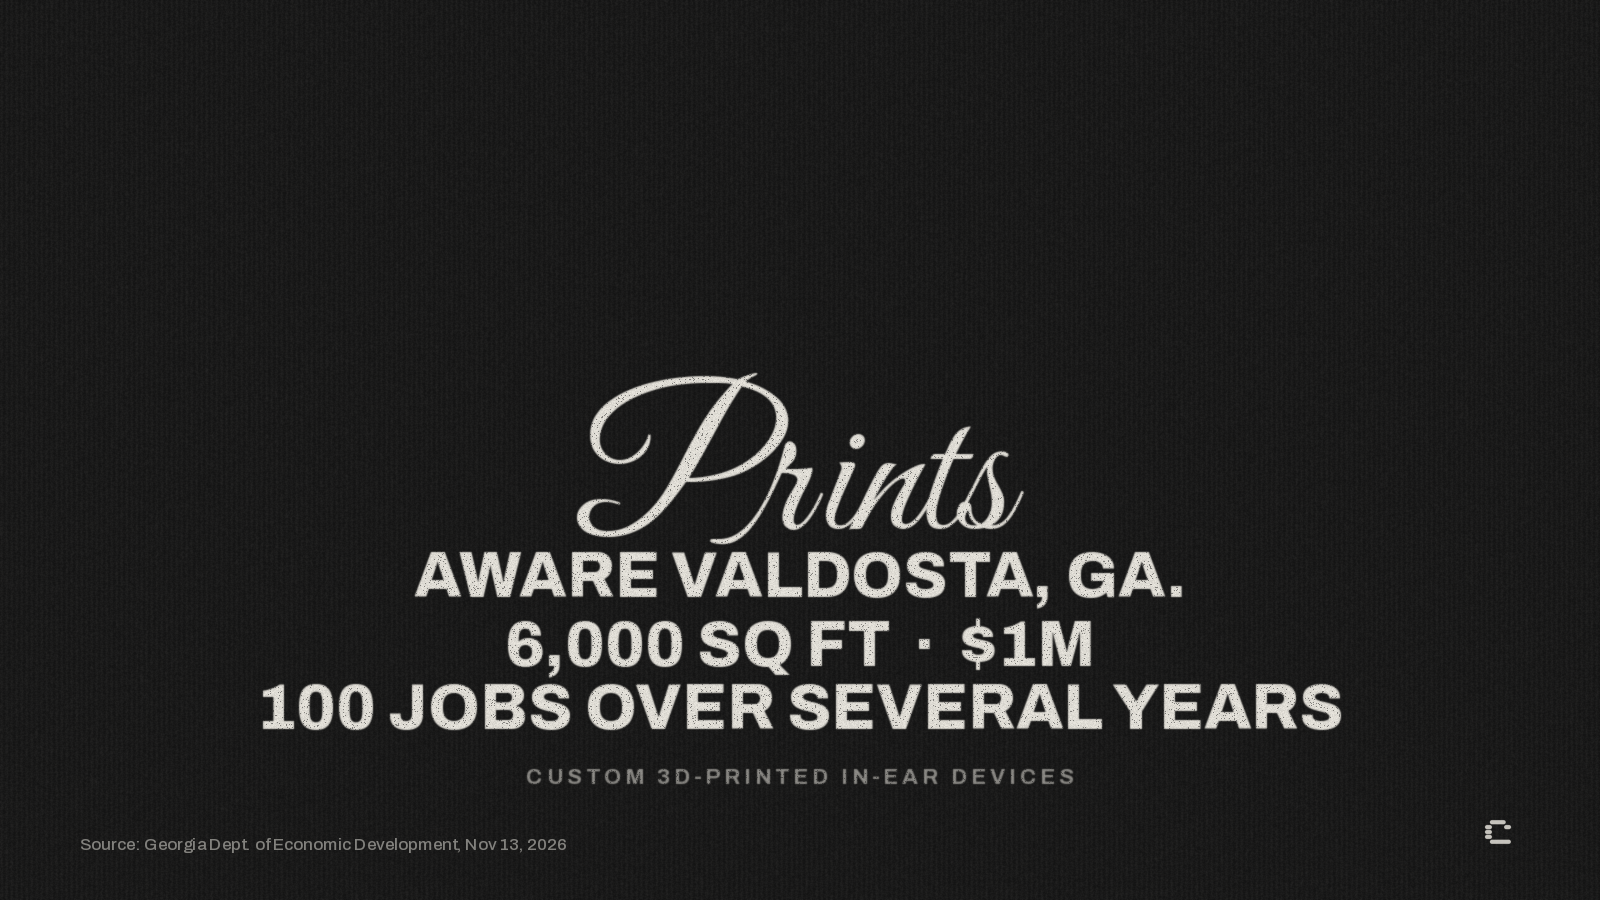 Prints
AWARE VALDOSTA, GA.
6,000 SQ FT · $1M
100 JOBS OVER SEVERAL YEARS
CUSTOM 3D-PRINTED IN-EAR DEVICES
Source: Georgia Dept. of Economic Development, Nov 13, 2026